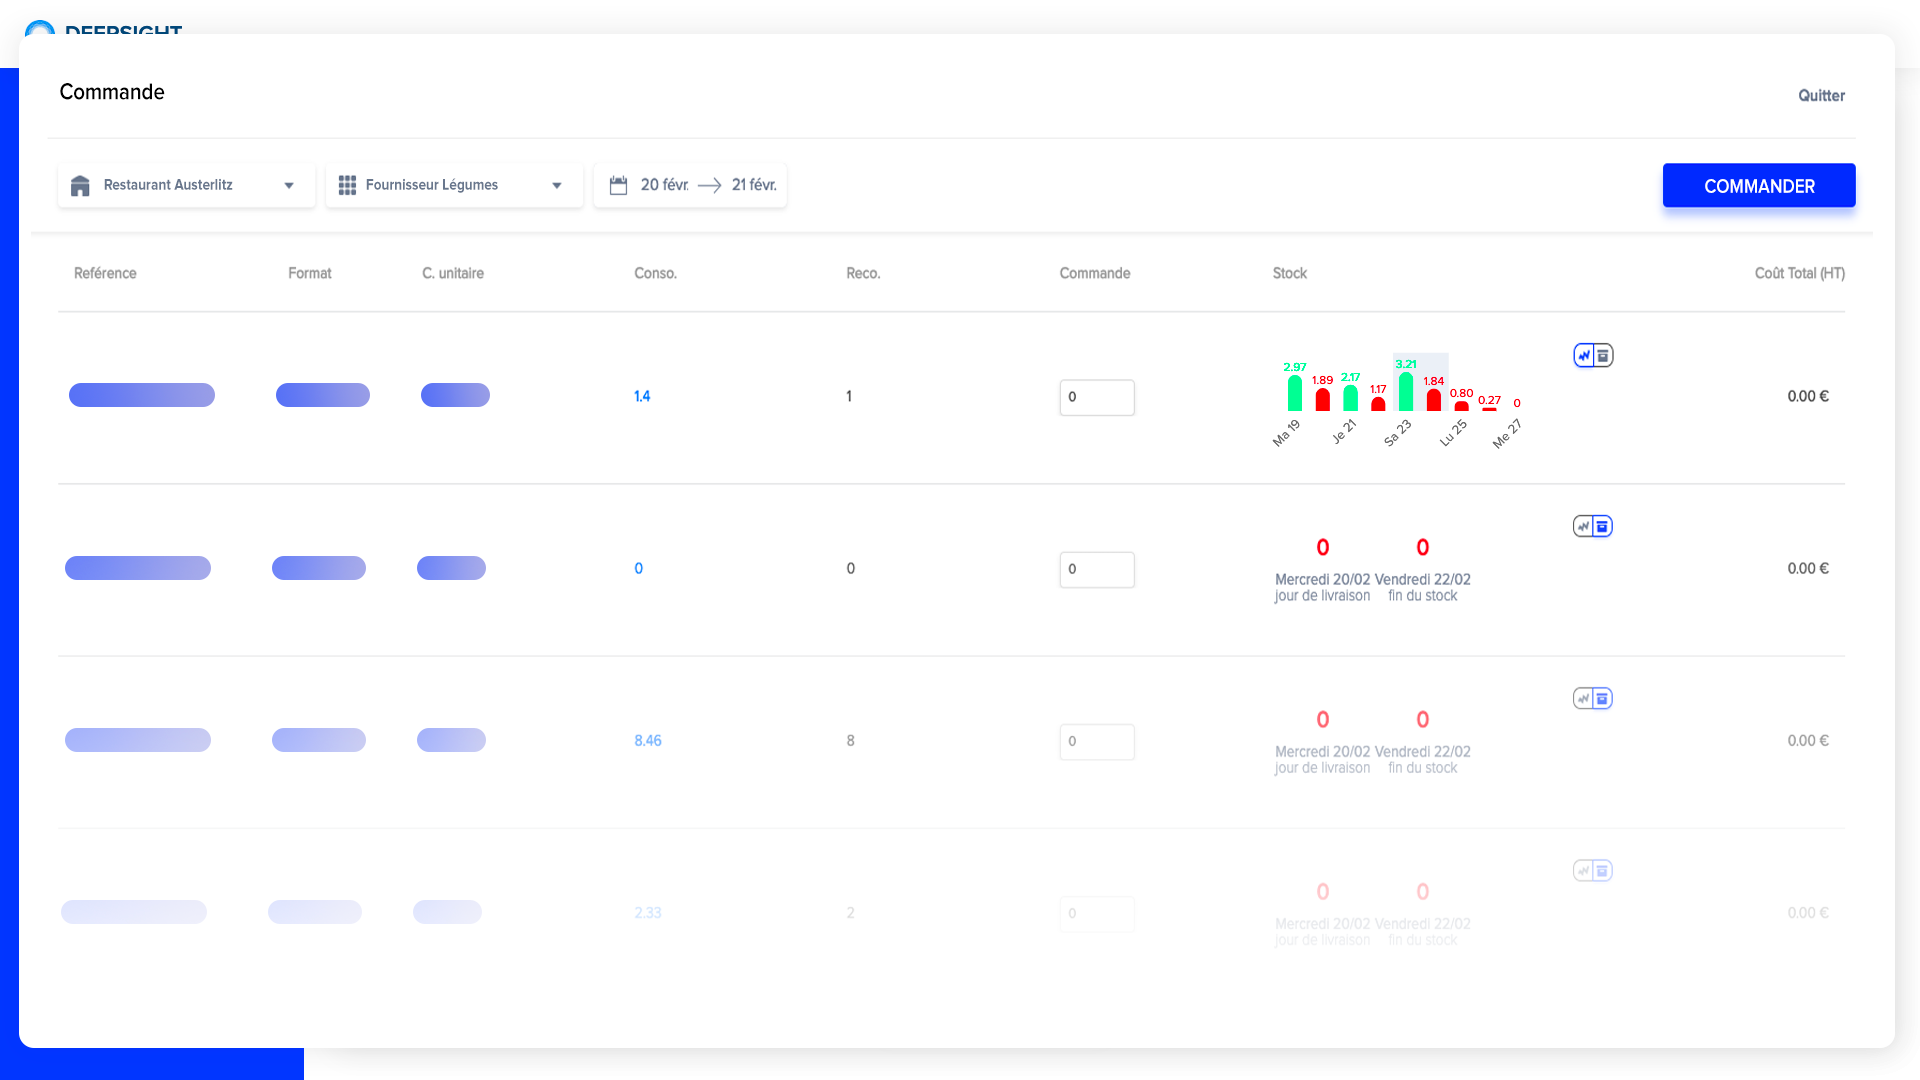 DEEPSIGHT
Commande
Quitter
Restaurant Austerlitz
Fournisseur Légumes
20 févr. → 21 févr.
COMMANDER
Reférence Format C. unitaire Conso. Reco. Commande Stock Coût Total (HT)
1.4 1 0 0.00 €
2.97 1.89 2.17 1.17 3.21 1.84 0.80 0.27 0
Ma 19 Je 21 Sa 23 Lu 25 Me 27
0 0 0 0.00 €
0 0
Mercredi 20/02 Vendredi 22/02
jour de livraison fin du stock
8.46 8 0 0.00 €
0 0
Mercredi 20/02 Vendredi 22/02
jour de livraison fin du stock
2.33 2 0 0.00 €
0 0
Mercredi 20/02 Vendredi 22/02
jour de livraison fin du stock